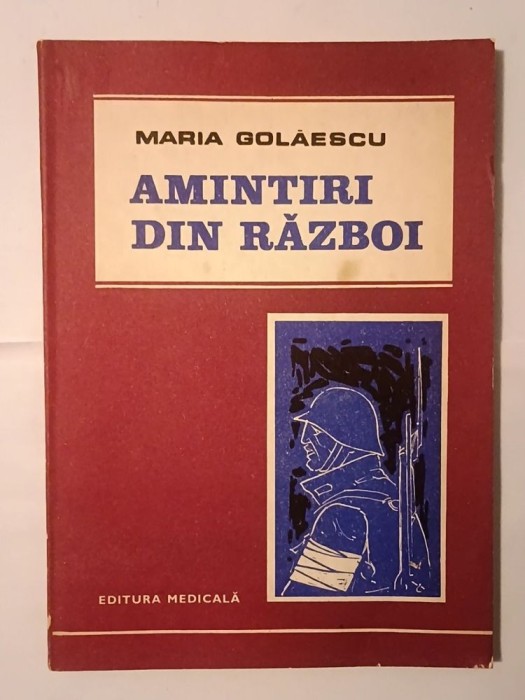 MARIA GOLĂESCU
AMINTIRI
DIN RĂZBOI
EDITURA MEDICALĂ